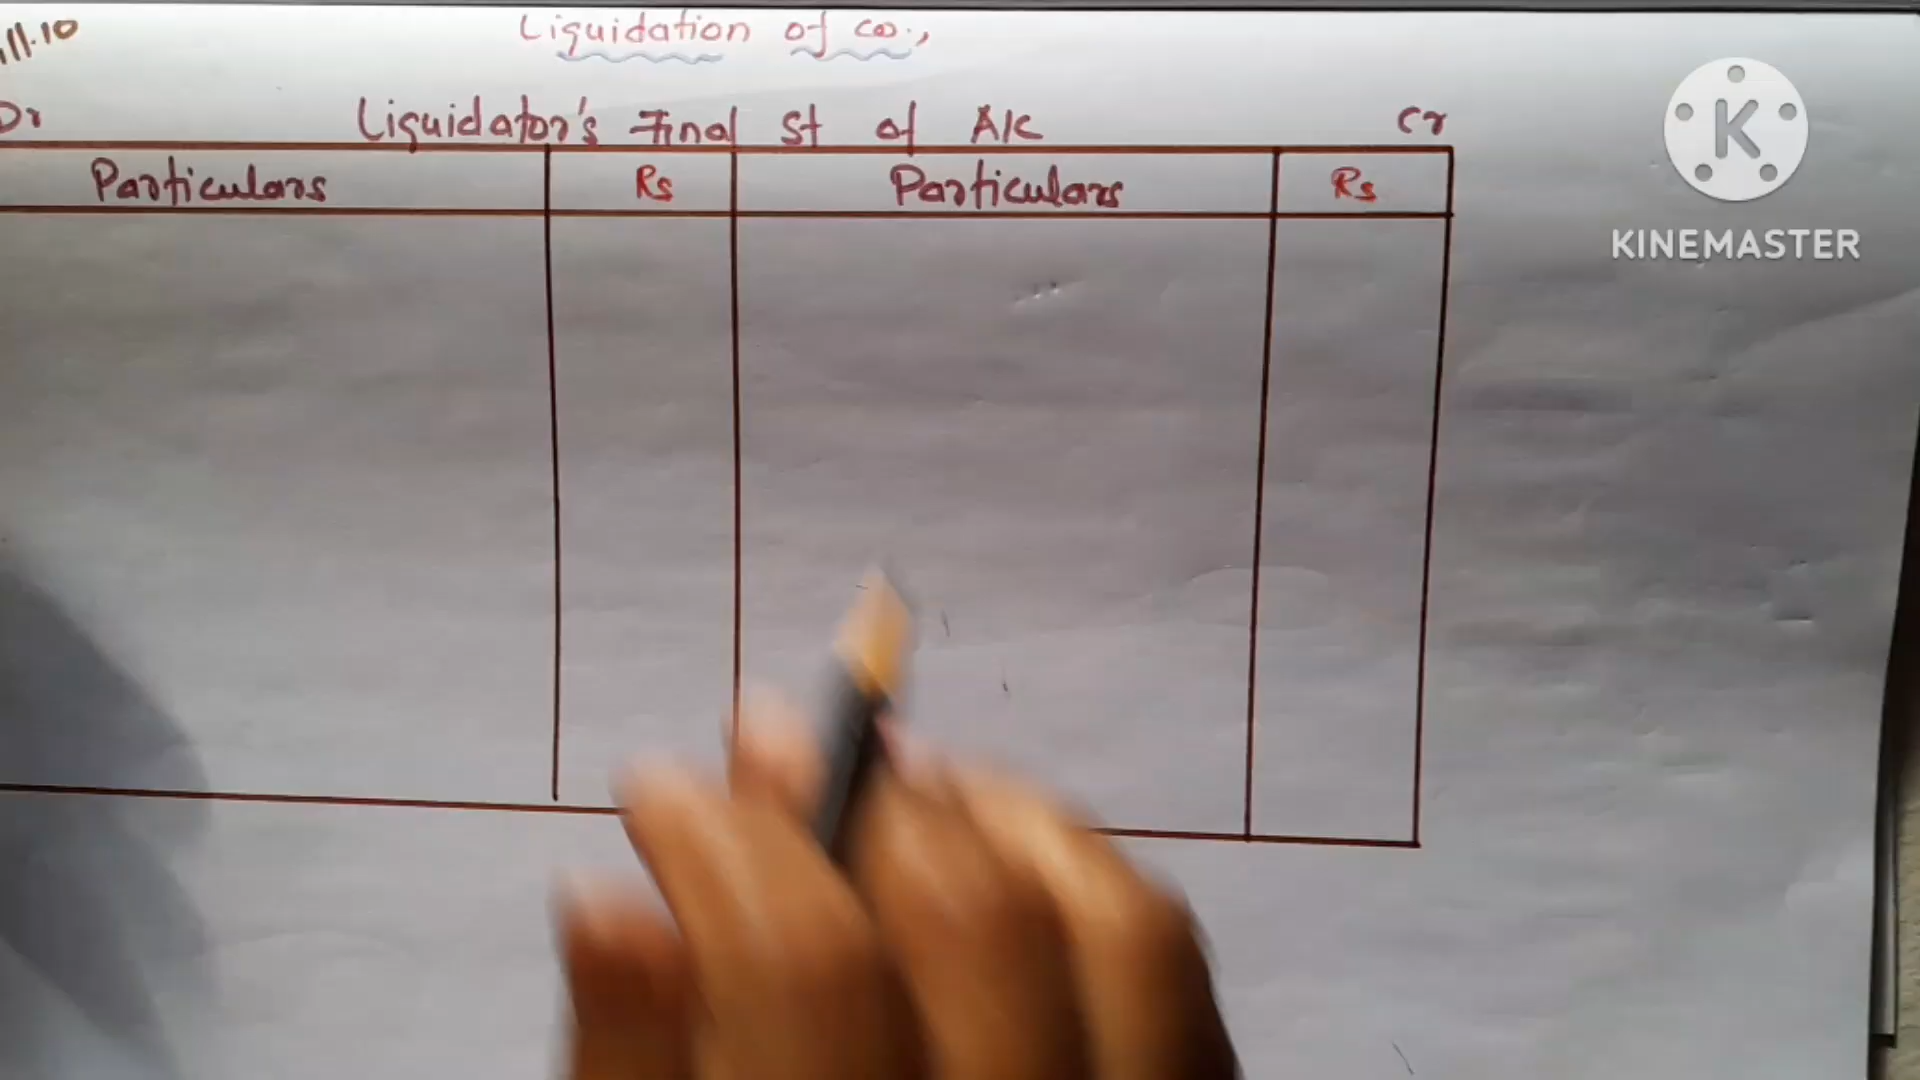 Liquidation of co.,
Dr Liquidator's Final St of A/c Cr
Particulars Rs Particulars Rs
K
KINEMASTER